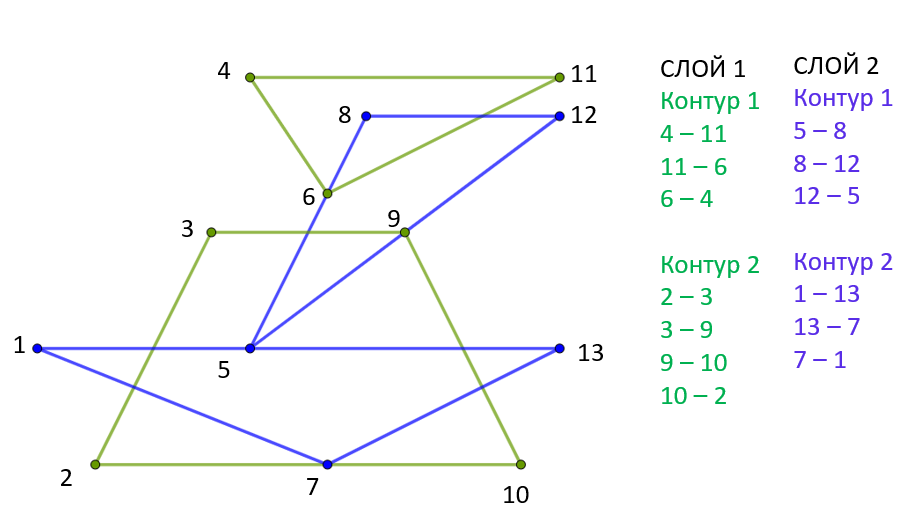 4
11
8
12
6
3
9
1
5
13
2
7
10
СЛОЙ 1
Контур 1
4 – 11
11 – 6
6 – 4
Контур 2
2 – 3
3 – 9
9 – 10
10 – 2
СЛОЙ 2
Контур 1
5 – 8
8 – 12
12 – 5
Контур 2
1 – 13
13 – 7
7 – 1